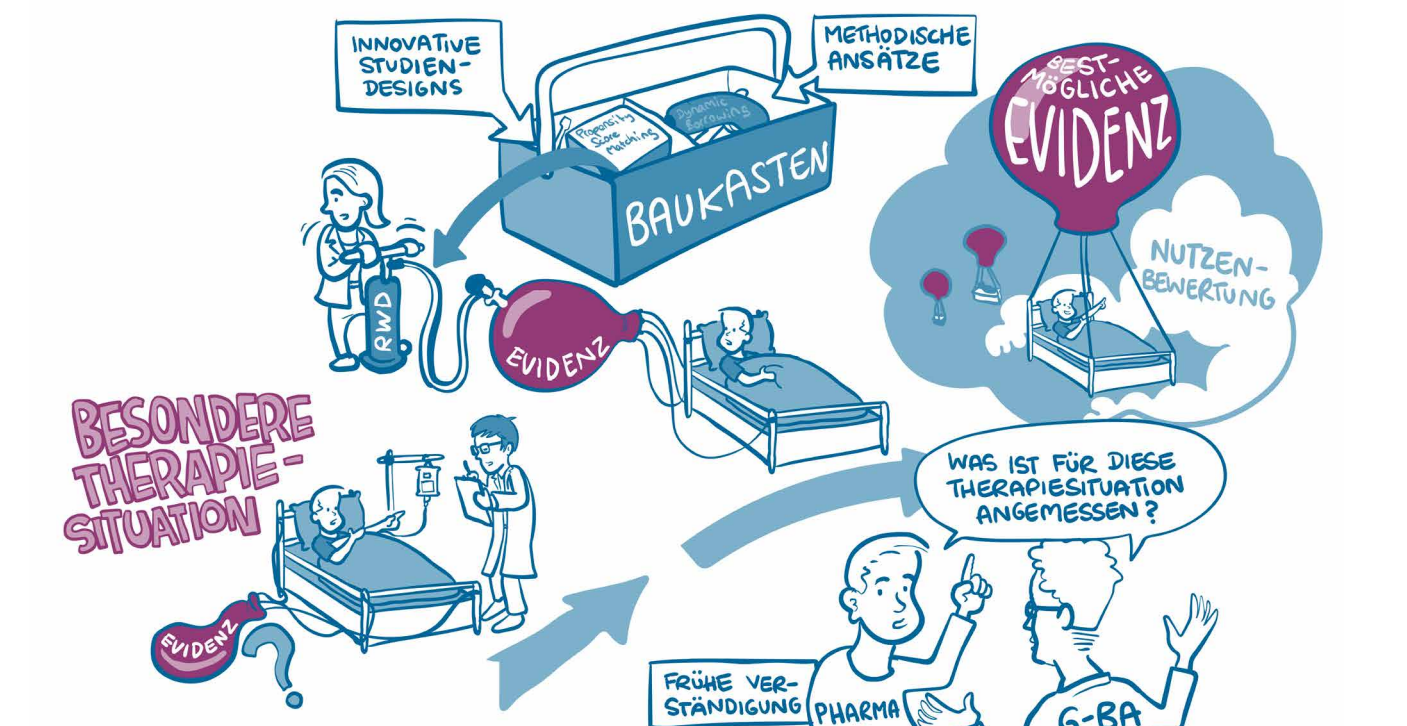 INNOVATIVE
STUDIEN-
DESIGNS
METHODISCHE
ANSÄTZE
Propensity
Score
Matching
Dynamic
Borrowing
BAUKASTEN
BEST-
MÖGLICHE
EVIDENZ
NUTZEN-
BEWERTUNG
RWD
EVIDENZ
BESONDERE
THERAPIE-
SITUATION
EVIDENZ
?
WAS IST FÜR DIESE
THERAPIESITUATION
ANGEMESSEN?
FRÜHE VER-
STÄNDIGUNG
PHARMA
G-BA